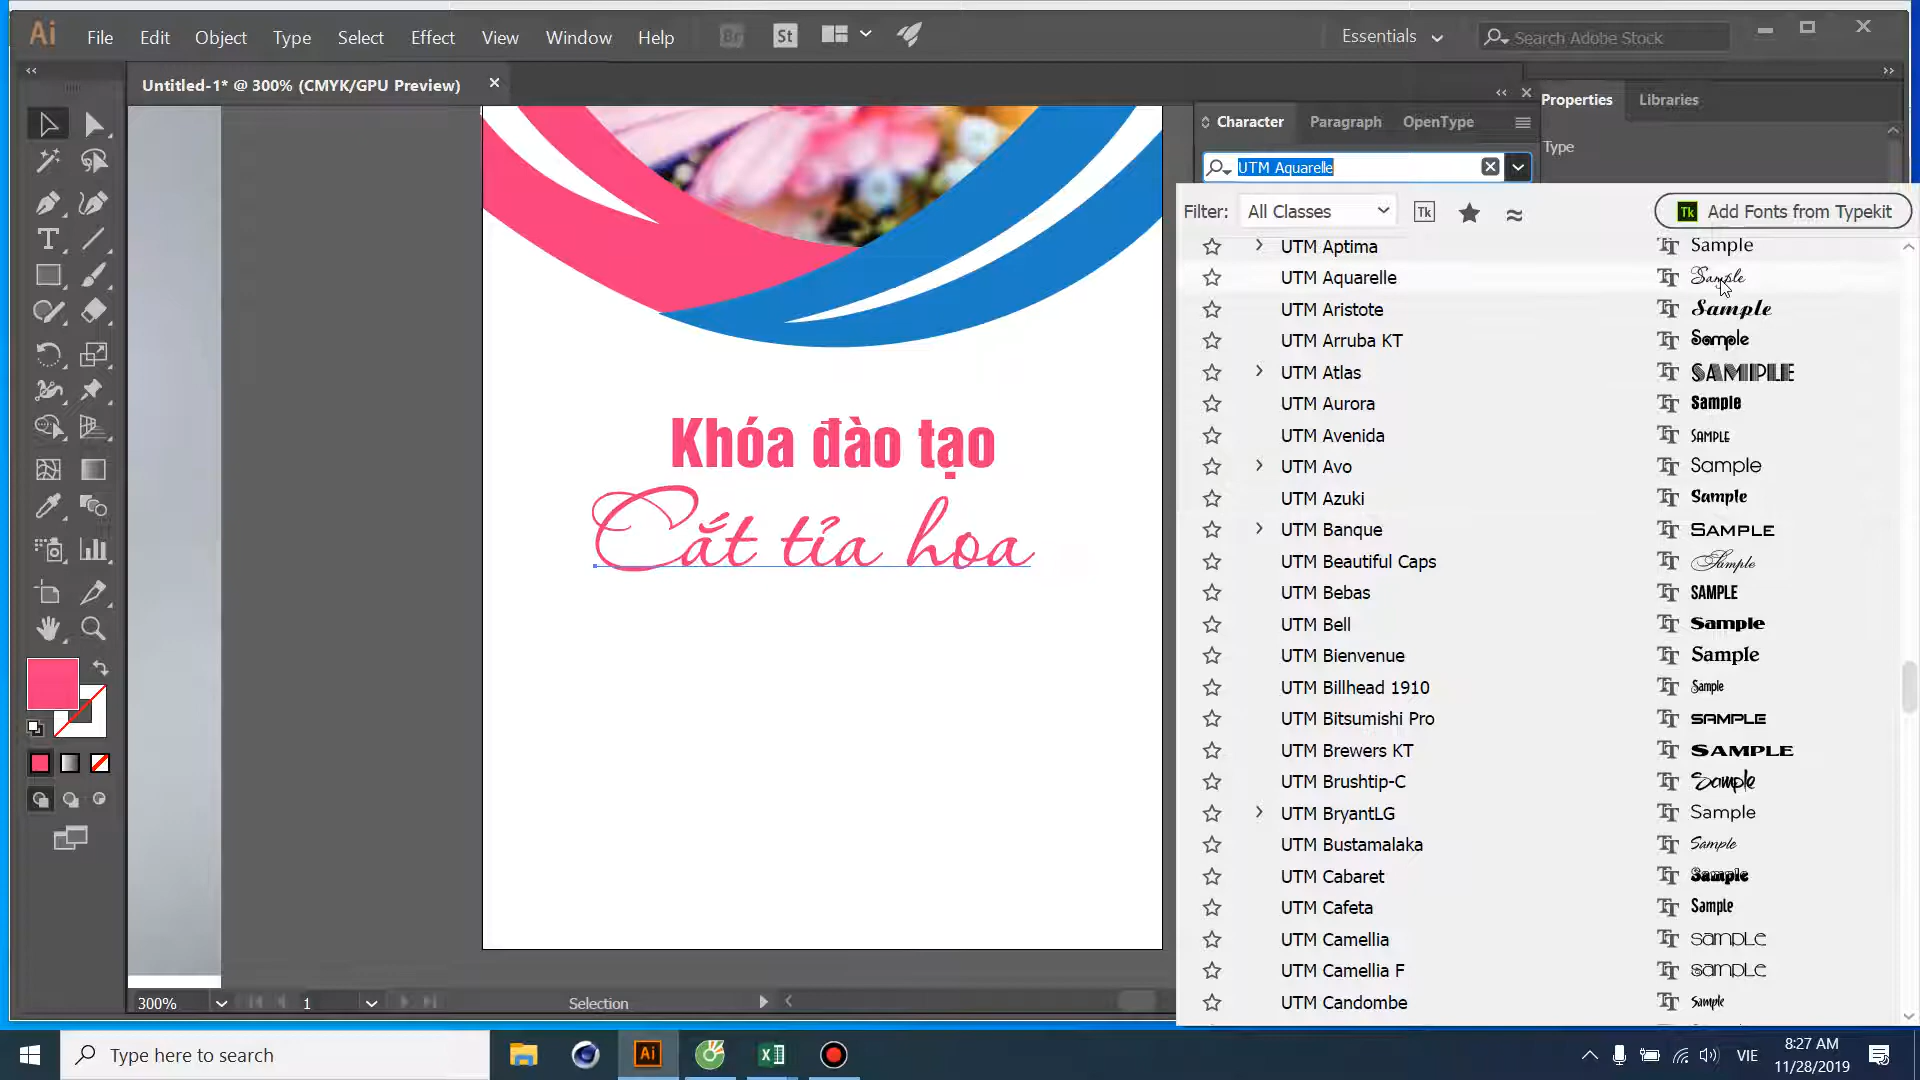 Ai File Edit Object Type Select Effect View Window Help Br St Essentials Search Adobe Stock
Untitled-1* @ 300% (CMYK/GPU Preview)
Character Paragraph OpenType
Properties Libraries
Type
UTM Aquarelle
Filter: All Classes Tk Tk Add Fonts from Typekit
UTM Aptima Sample
UTM Aquarelle Sample
UTM Aristote Sample
UTM Arruba KT Sample
UTM Atlas SAMPLE
UTM Aurora Sample
UTM Avenida SAMPLE
UTM Avo Sample
UTM Azuki Sample
UTM Banque SAMPLE
UTM Beautiful Caps Sample
UTM Bebas SAMPLE
UTM Bell Sample
UTM Bienvenue Sample
UTM Billhead 1910 Sample
UTM Bitsumishi Pro SAMPLE
UTM Brewers KT SAMPLE
UTM Brushtip-C Sample
UTM BryantLG Sample
UTM Bustamalaka Sample
UTM Cabaret Sample
UTM Cafeta Sample
UTM Camellia SAMPLE
UTM Camellia F SAMPLE
UTM Candombe Sample
Khóa đào tạo
Cắt tỉa hoa
300% 1 Selection
Type here to search
Ai
VIE
8:27 AM
11/28/2019